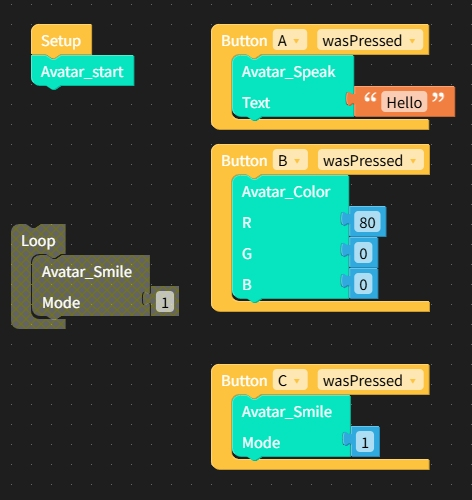 Setup
Avatar_start
Button A wasPressed
Avatar_Speak
Text “ Hello ”
Button B wasPressed
Avatar_Color
R 80
G 0
B 0
Loop
Avatar_Smile
Mode 1
Button C wasPressed
Avatar_Smile
Mode 1